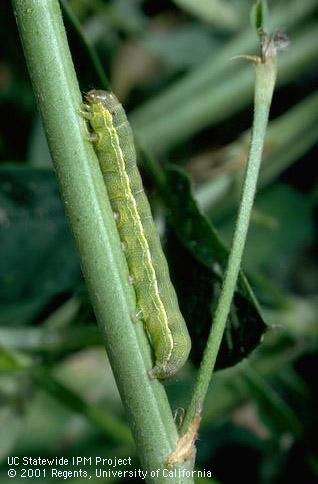 UC Statewide IPM Project
© 2001 Regents, University of California